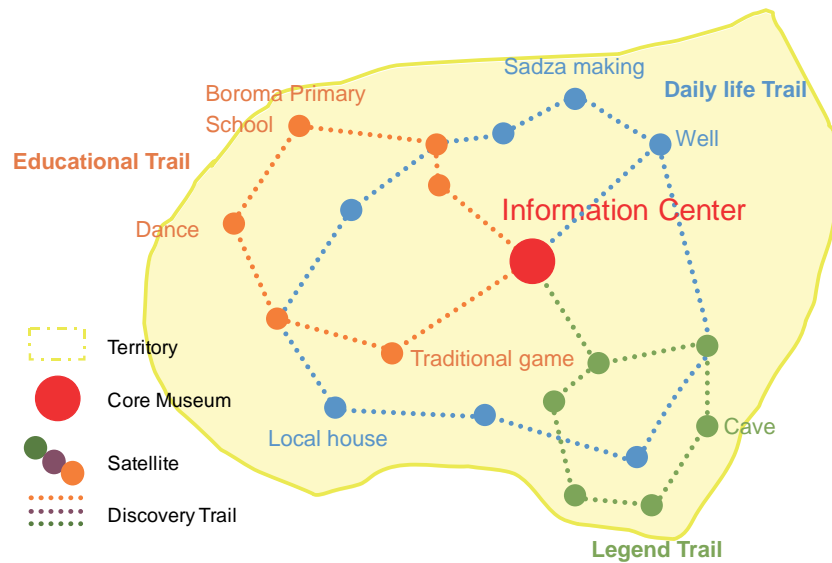 Sadza making
Daily life Trail
Boroma Primary
School
Well
Educational Trail
Information Center
Dance
Territory
Traditional game
Core Museum
Local house
Cave
Satellite
Discovery Trail
Legend Trail